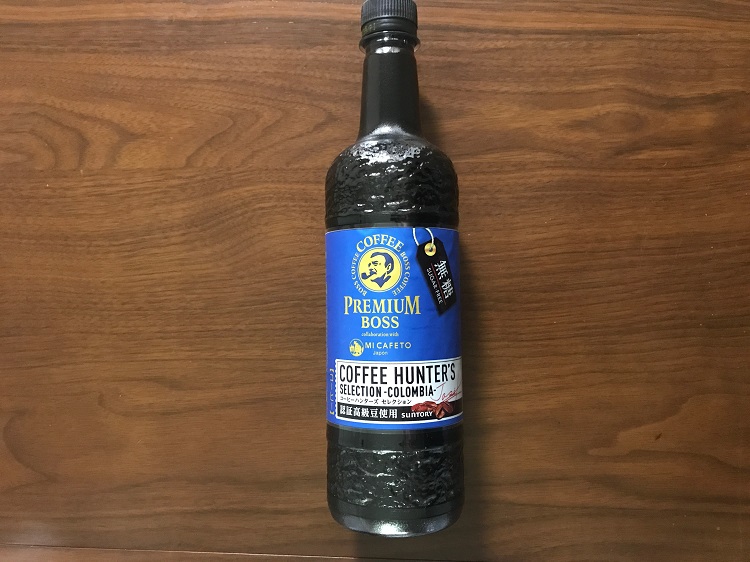 COFFEE
BOSS COFFEE BOSS COFFEE
無糖
SUGAR FREE
PREMIUM
BOSS
collaboration with
MI CAFETO
Japan
COFFEE HUNTER'S
SELECTION-COLOMBIA-
コーヒーハンターズ セレクション
認証高級豆使用
SUNTORY